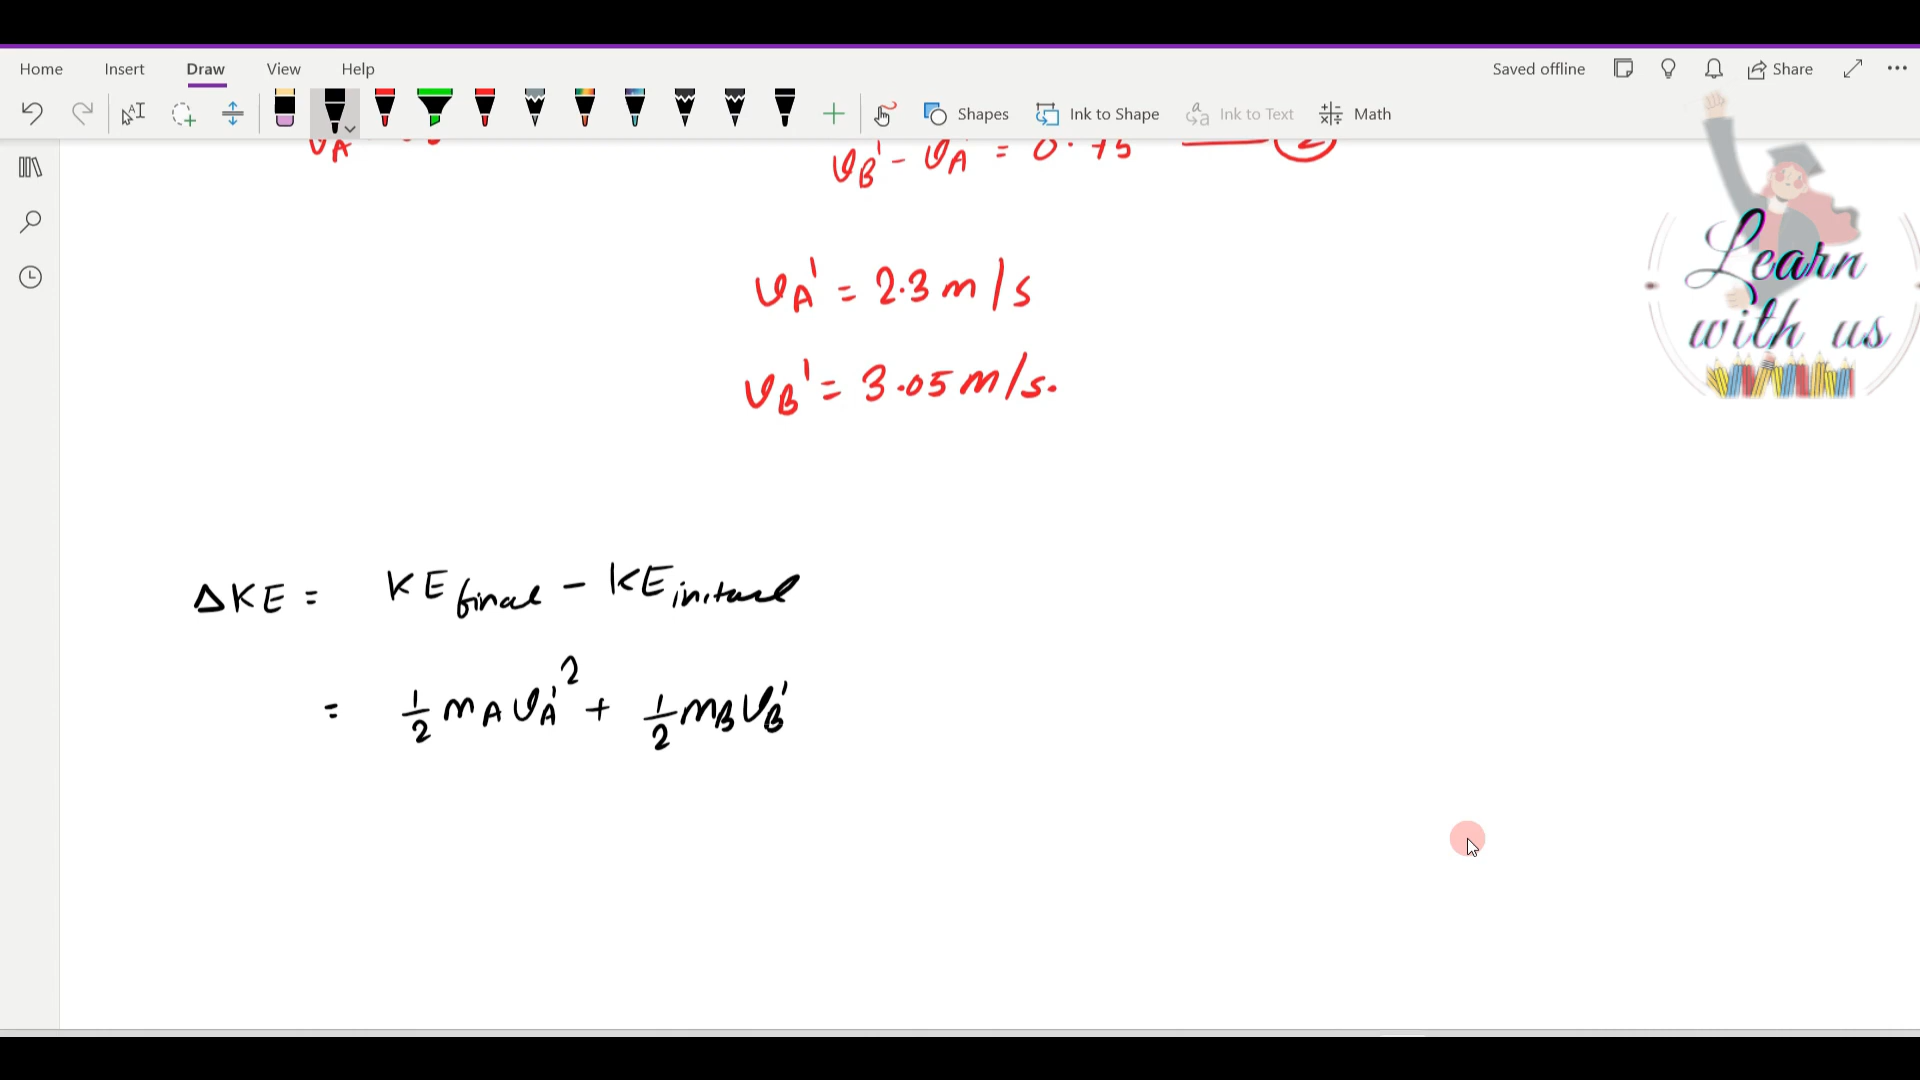 Home Insert Draw View Help Saved offline Share
Shapes Ink to Shape Ink to Text Math
VA
VB' - VA' = 0.75 2
VA' = 2.3 m/s
VB' = 3.05 m/s.
Learn
with us
ΔKE = KE final - KE initial
= 1/2 mA VA'² + 1/2 mB VB'